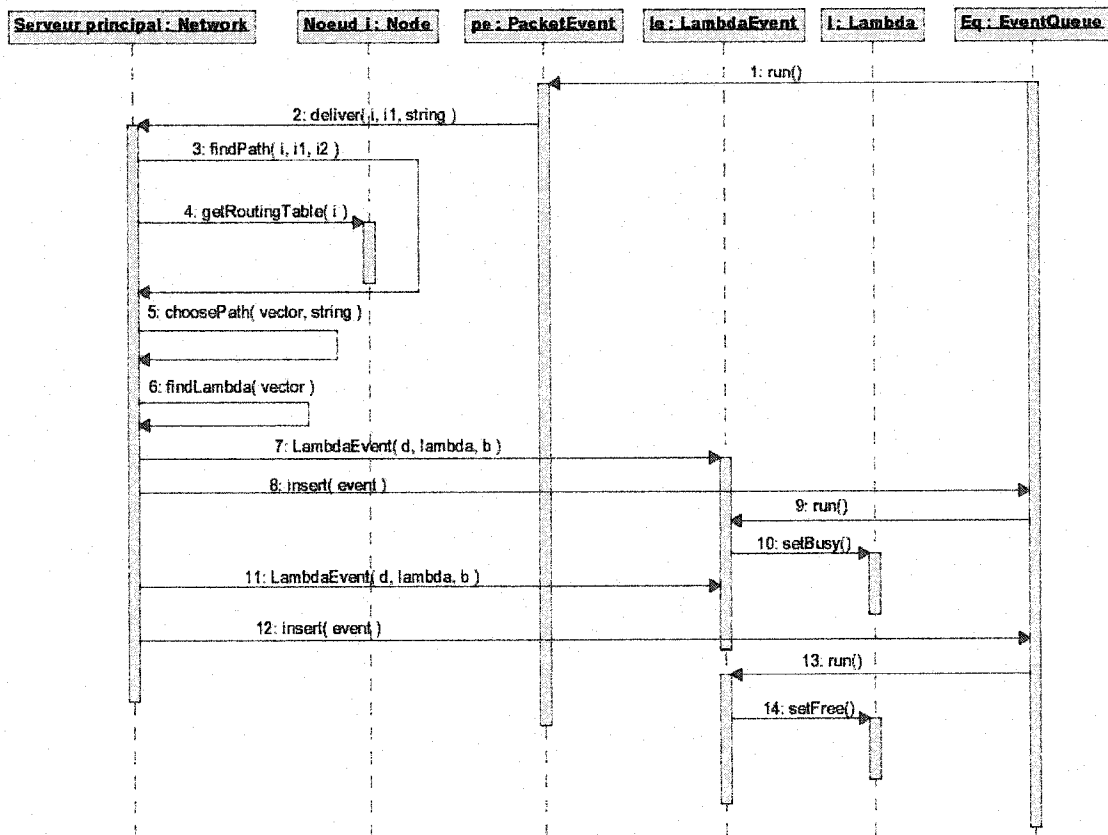 Serveur principal : Network
Noeud i : Node
pe : PacketEvent
le : LambdaEvent
l : Lambda
Eq : EventQueue
1: run()
2: deliver( i, i1, string )
3: findPath( i, i1, i2 )
4: getRoutingTable( i )
5: choosePath( vector, string )
6: findLambda( vector )
7: LambdaEvent( d, lambda, b )
8: insert( event )
9: run()
10: setBusy()
11: LambdaEvent( d, lambda, b )
12: insert( event )
13: run()
14: setFree()